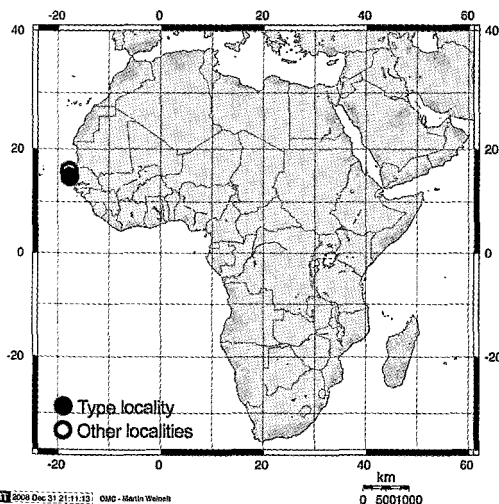 -20 0 20 40 60
40 40
20 20
0 0
-20 -20
Type locality
Other localities
-20 0 20 40 60
km
0 5001000
2008 Dec 31 21:11:13 OMC - Martin Weinelt